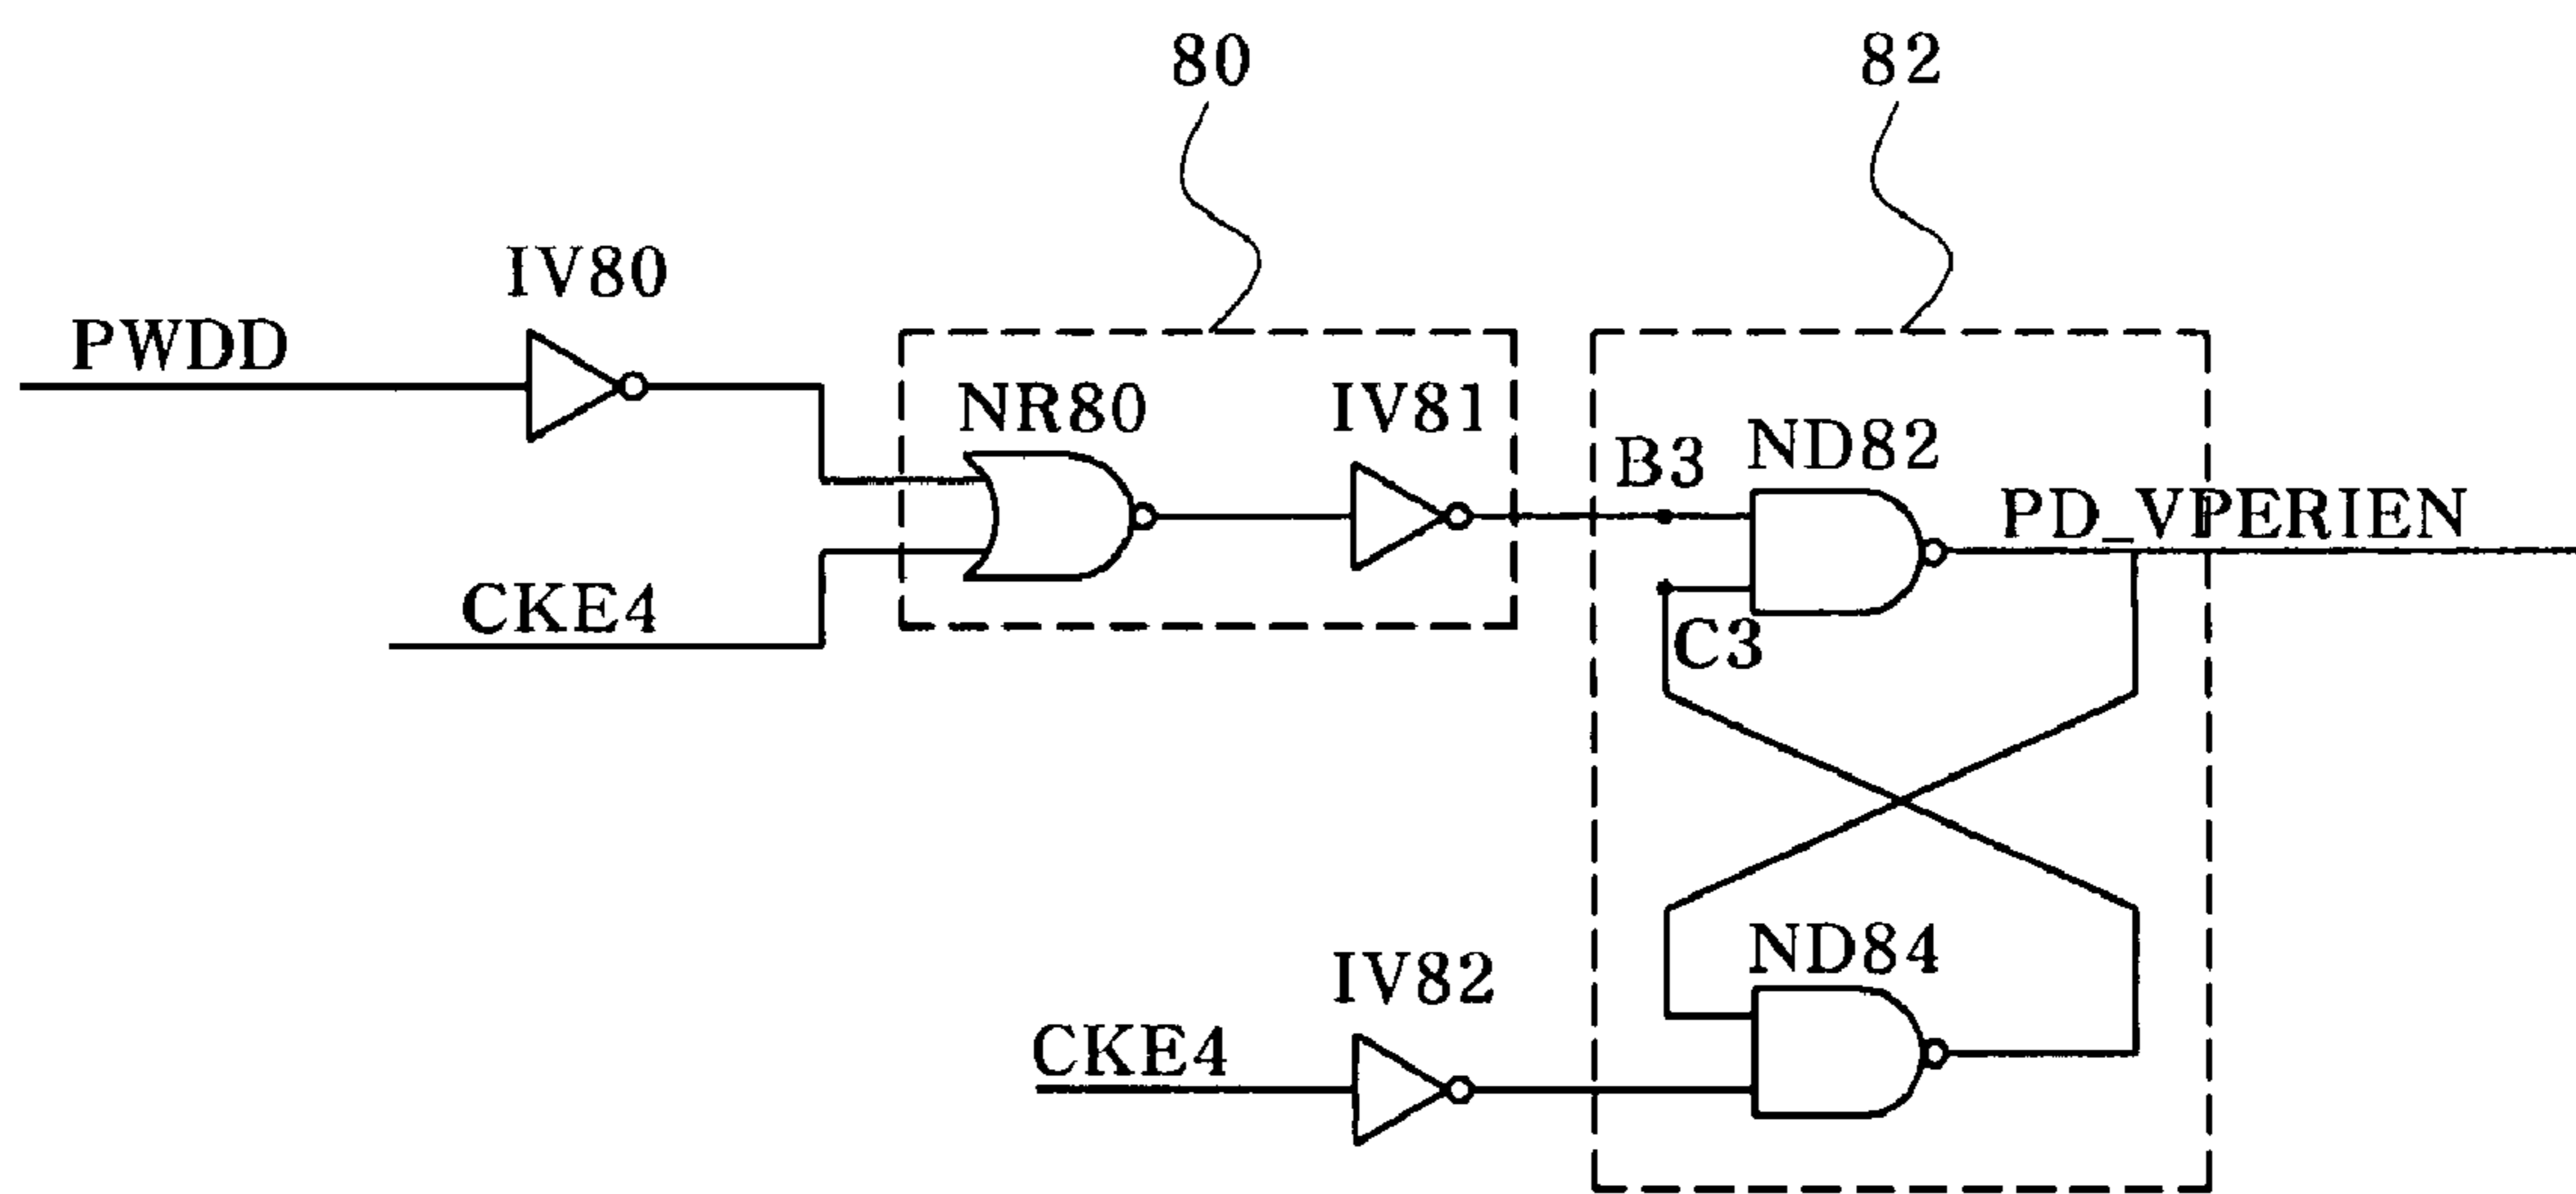 80
82
IV80
PWDD
NR80
IV81
B3
ND82
PD_VPERIEN
CKE4
C3
ND84
IV82
CKE4